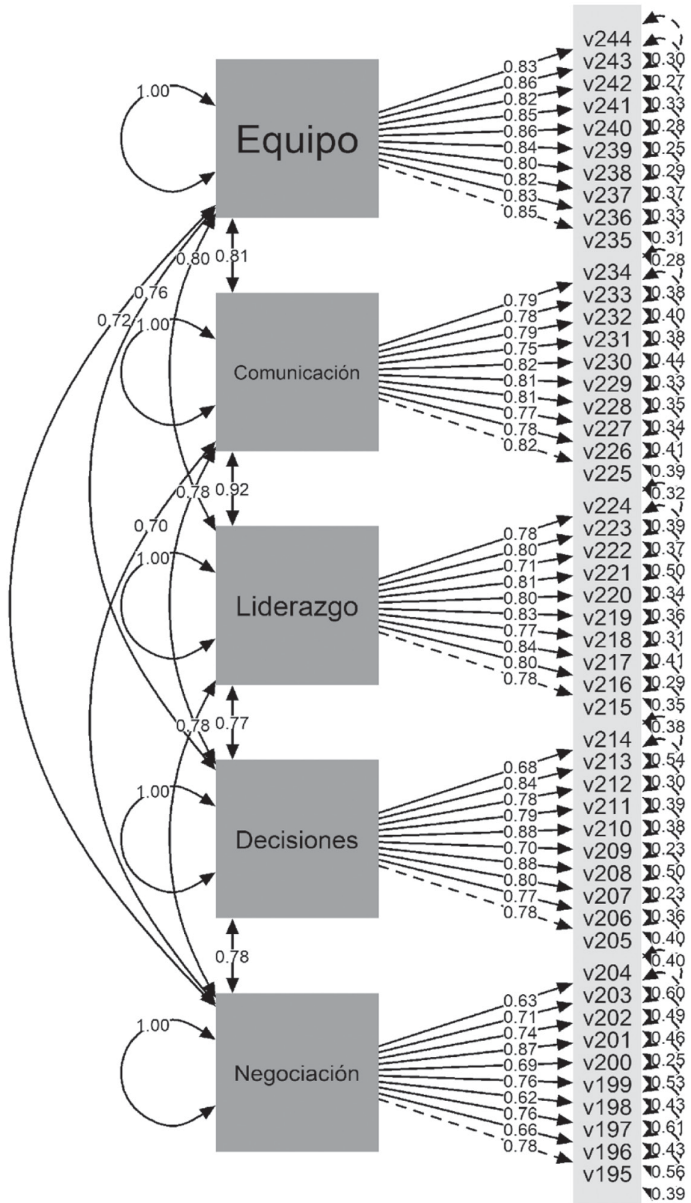 v244
1.00
0.83
v243
0.30
0.86
v242
0.27
0.82
v241
0.33
0.85
Equipo
0.86
v240
0.28
0.84
v239
0.25
0.80
v238
0.29
0.82
v237
0.37
0.83
v236
0.33
0.85
v235
0.31
0.80
0.81
0.28
0.76
v234
0.72
1.00
0.79
v233
0.38
0.78
v232
0.40
0.79
v231
0.38
0.75
Comunicación
0.82
v230
0.44
0.81
v229
0.33
0.81
v228
0.35
0.77
v227
0.34
0.78
v226
0.41
0.82
v225
0.39
0.78
0.92
0.32
0.70
v224
1.00
0.78
v223
0.39
0.80
v222
0.37
0.71
v221
0.50
0.81
Liderazgo
0.80
v220
0.34
0.83
v219
0.36
0.77
v218
0.31
0.84
v217
0.41
0.80
v216
0.29
0.78
v215
0.35
0.78
0.77
0.38
v214
1.00
0.68
v213
0.54
0.84
v212
0.30
0.78
v211
0.39
0.79
Decisiones
0.88
v210
0.38
0.70
v209
0.23
0.88
v208
0.50
0.80
v207
0.23
0.77
v206
0.36
0.78
v205
0.40
0.78
0.40
v204
1.00
0.63
v203
0.60
0.71
v202
0.49
0.74
v201
0.46
0.87
Negociación
0.69
v200
0.25
0.76
v199
0.53
0.62
v198
0.43
0.76
v197
0.61
0.66
v196
0.43
0.78
v195
0.56
0.39